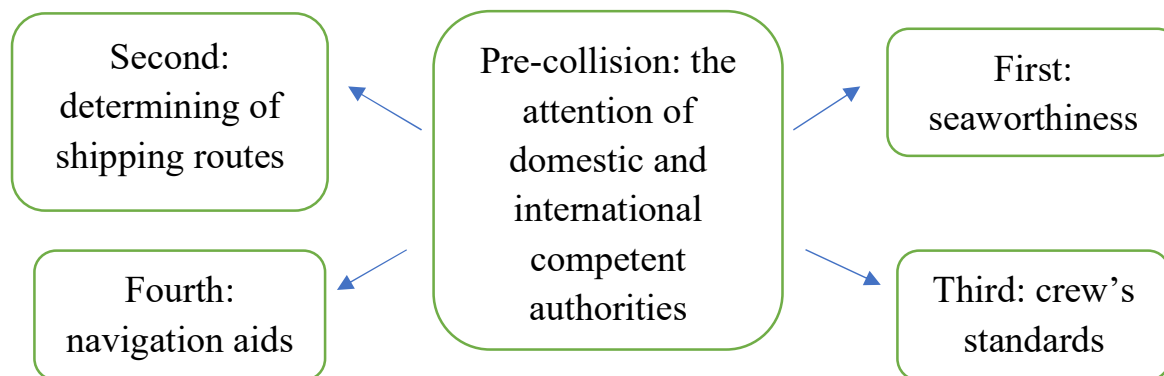 Second:
determining of
shipping routes
Pre-collision: the
attention of
domestic and
international
competent
authorities
First:
seaworthiness
Fourth:
navigation aids
Third: crew’s
standards